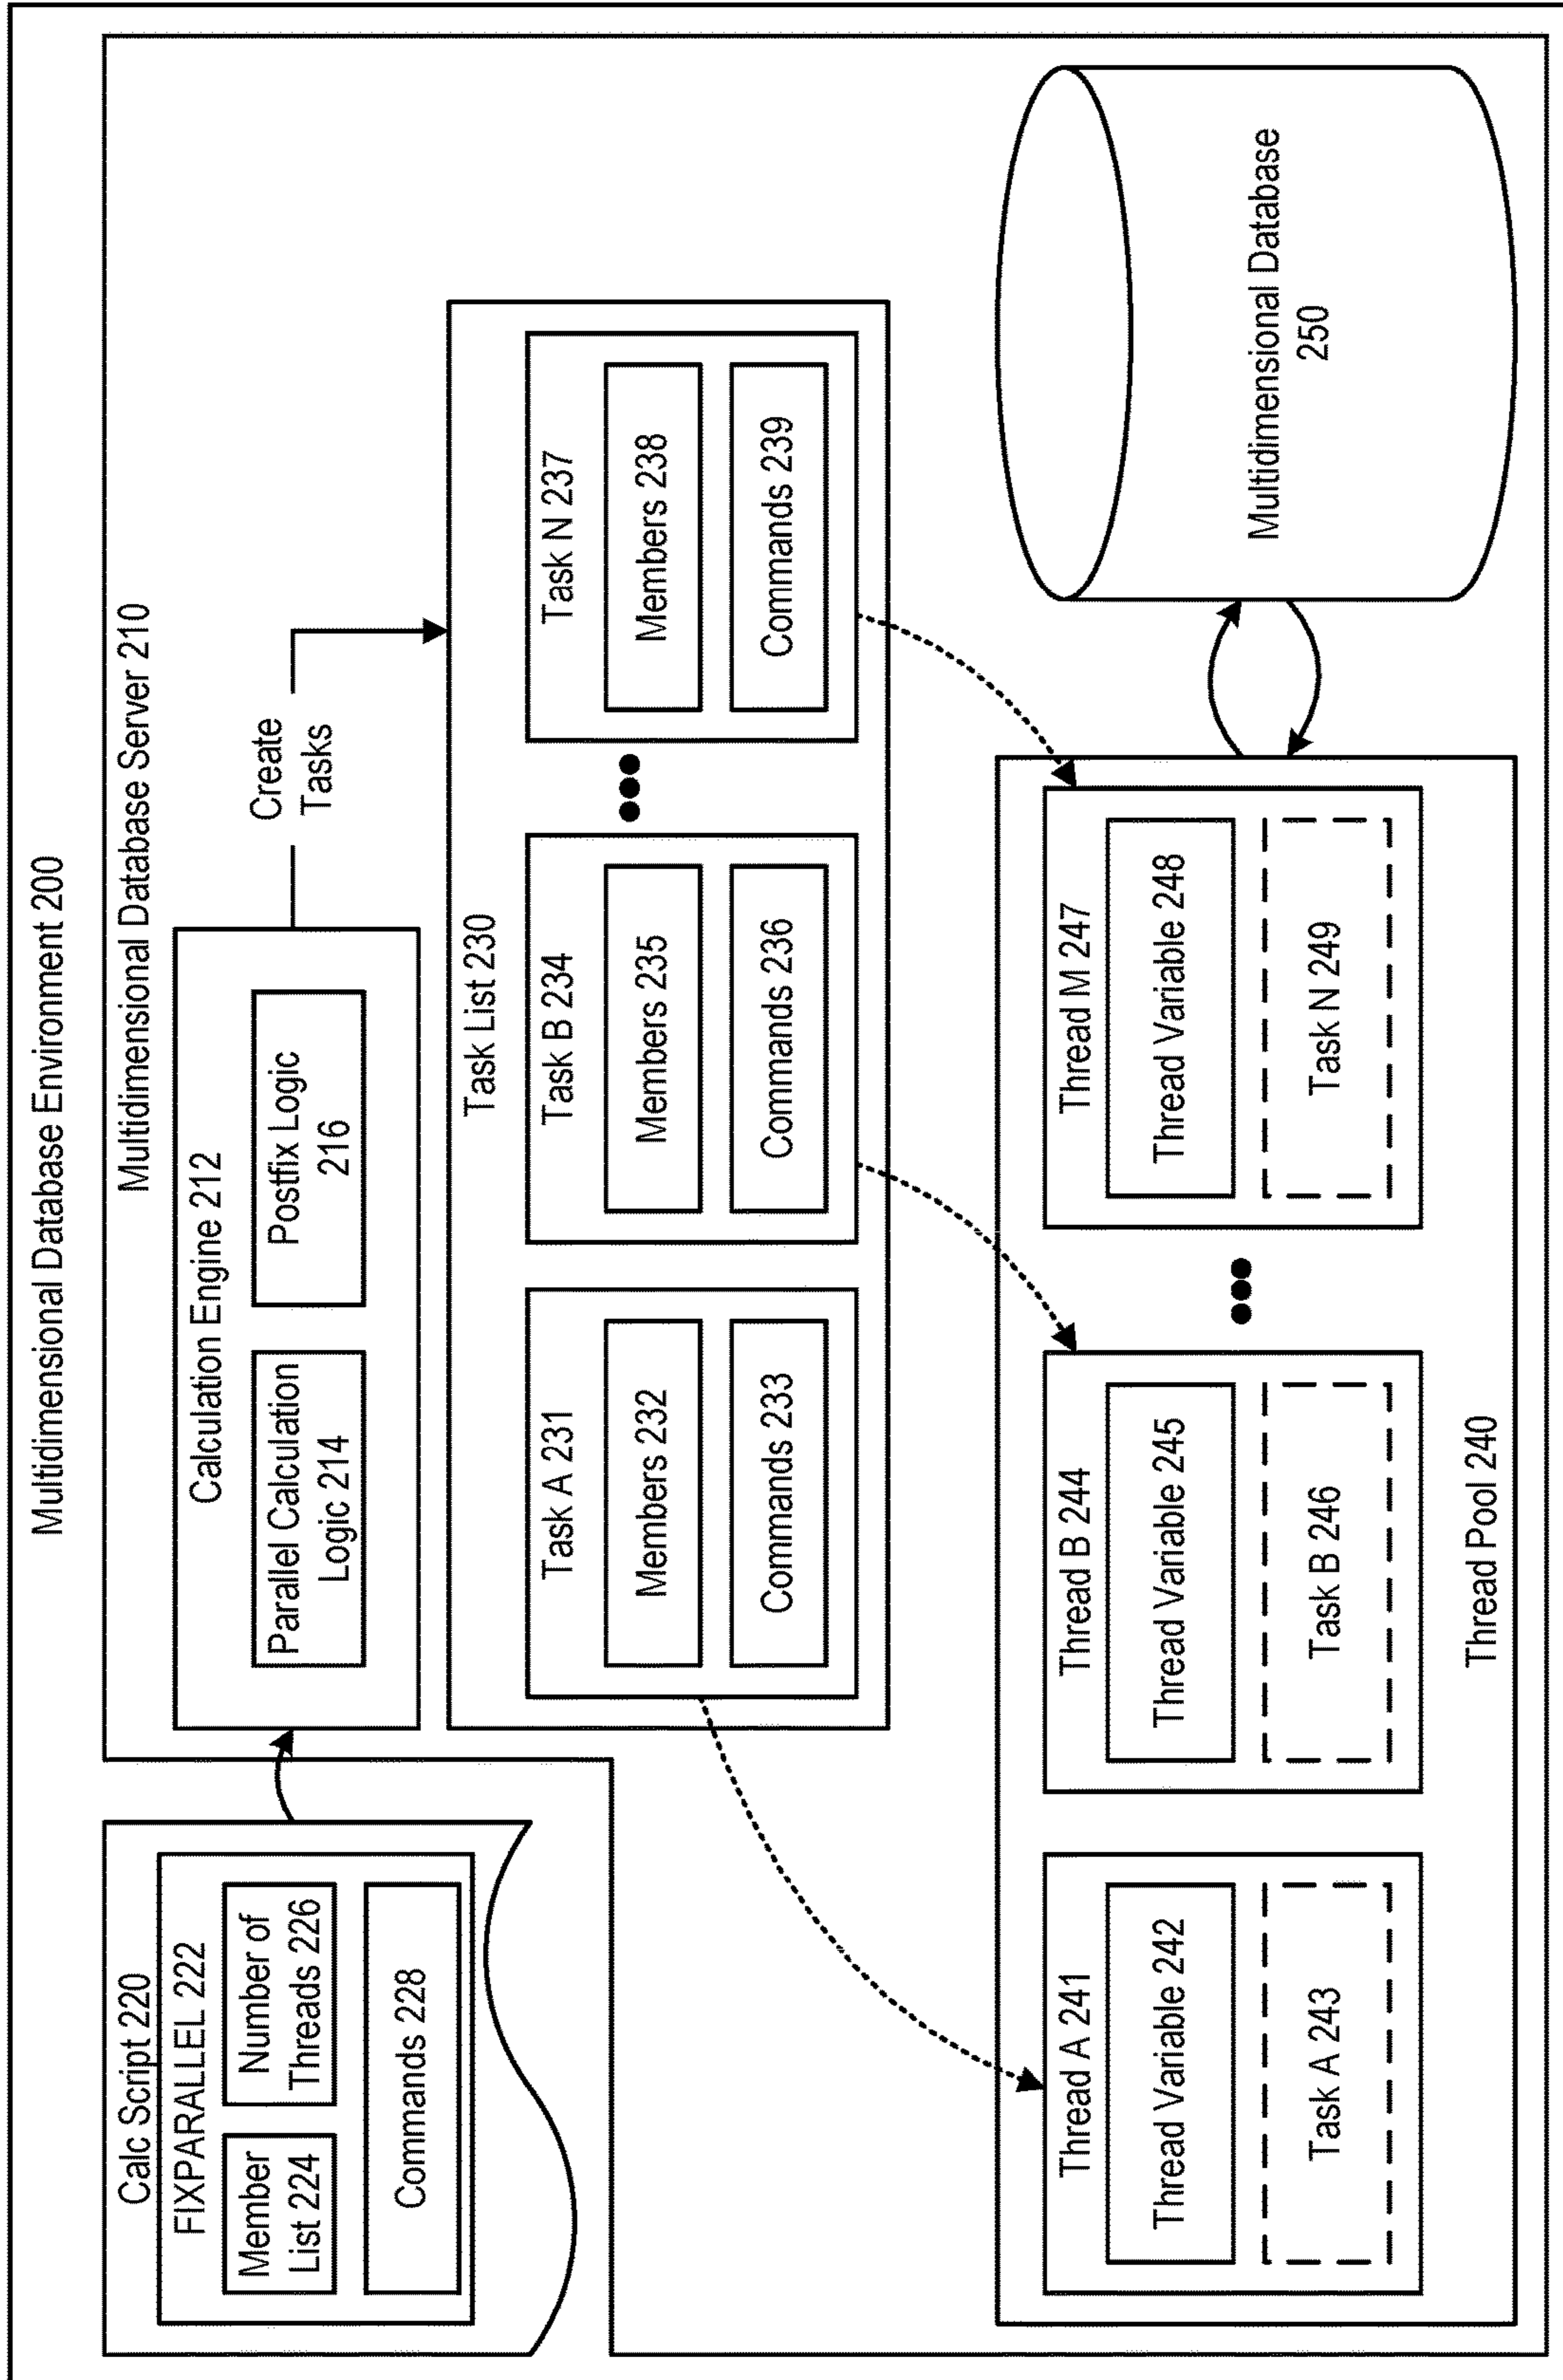 Multidimensional Database Environment 200
Calc Script 220
FIXPARALLEL 222
Member
List 224
Number of
Threads 226
Commands 228
Multidimensional Database Server 210
Calculation Engine 212
Parallel Calculation
Logic 214
Postfix Logic
216
Create
Tasks
Task List 230
Task A 231
Members 232
Commands 233
Task B 234
Members 235
Commands 236
Task N 237
Members 238
Commands 239
Thread A 241
Thread Variable 242
Task A 243
Thread B 244
Thread Variable 245
Task B 246
Thread M 247
Thread Variable 248
Task N 249
Thread Pool 240
Multidimensional Database
250